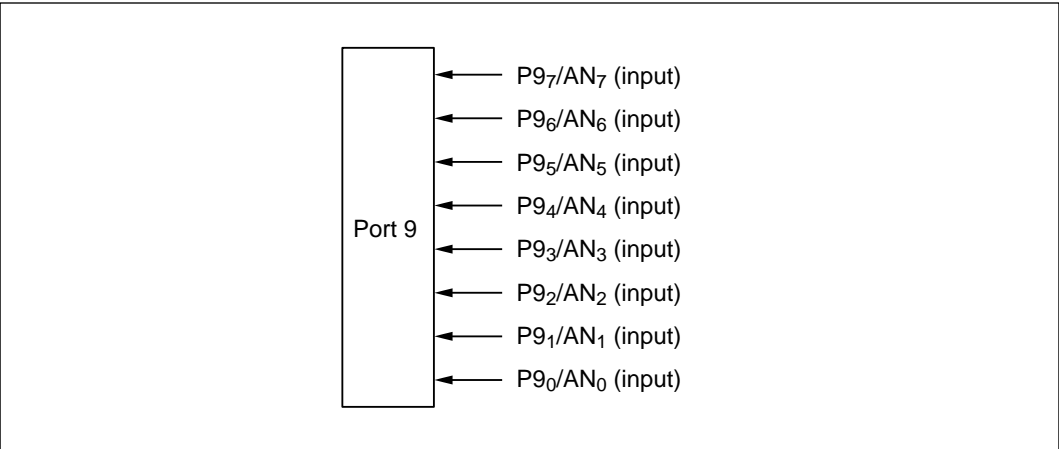 P9₇/AN₇ (input)
P9₆/AN₆ (input)
P9₅/AN₅ (input)
P9₄/AN₄ (input)
Port 9
P9₃/AN₃ (input)
P9₂/AN₂ (input)
P9₁/AN₁ (input)
P9₀/AN₀ (input)